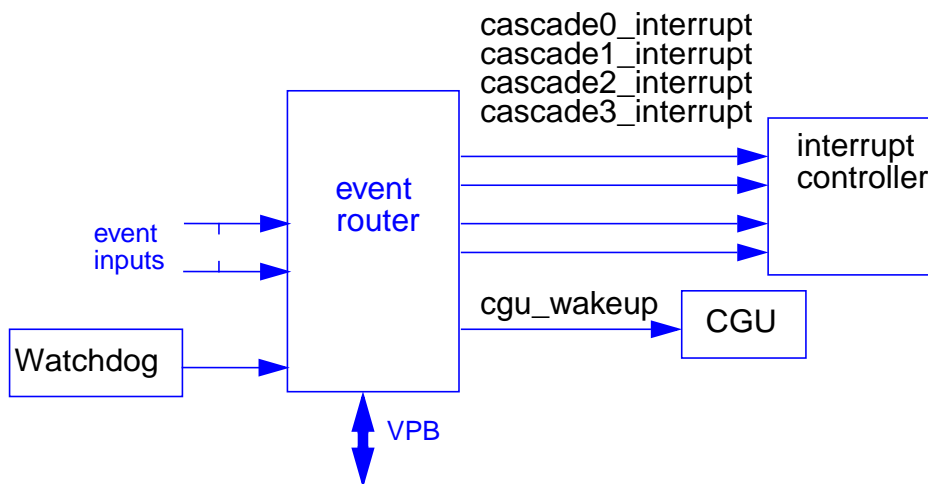 cascade0_interrupt
cascade1_interrupt
cascade2_interrupt
cascade3_interrupt
interrupt
controller
event
router
event
inputs
cgu_wakeup
CGU
Watchdog
VPB